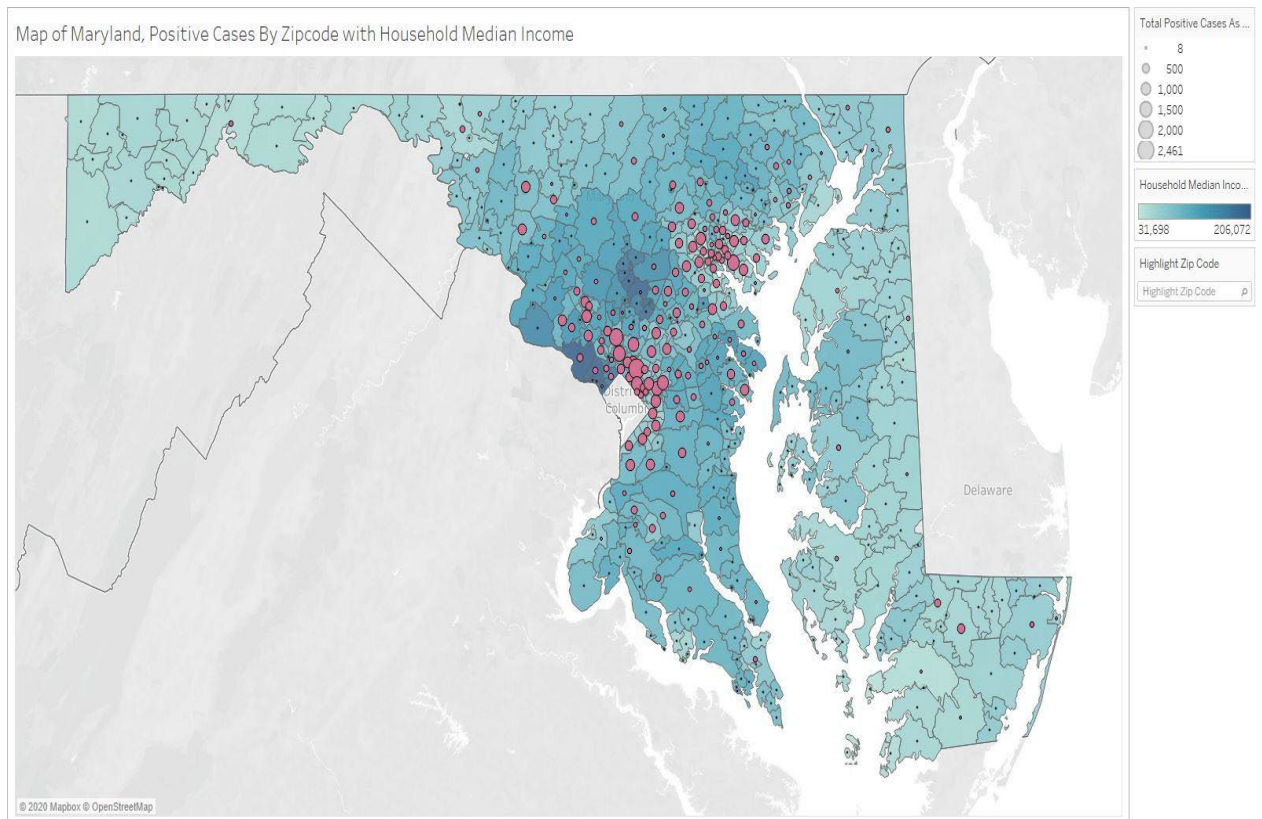 Map of Maryland, Positive Cases By Zipcode with Household Median Income
Total Positive Cases As ...
8
500
1,000
1,500
2,000
2,461
Household Median Inco...
31,698 206,072
Highlight Zip Code
Highlight Zip Code
Distri
Columb
Delaware
© 2020 Mapbox © OpenStreetMap